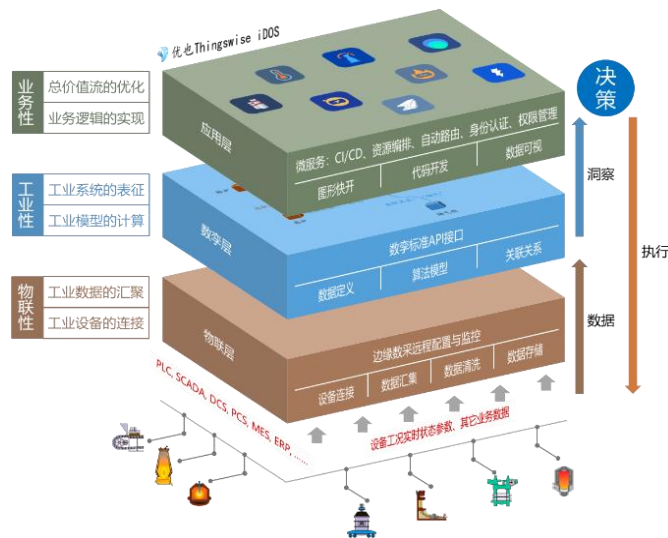 优也Thingswise iDOS
业务性
总价值流的优化
业务逻辑的实现
应用层
微服务: CI/CD、资源编排、自动路由、身份认证、权限管理
图形快开
代码开发
数据可视
决策
工业性
工业系统的表征
工业模型的计算
数孪层
数孪标准API接口
数据定义
算法模型
关联关系
洞察
执行
物联性
工业数据的汇聚
工业设备的连接
物联层
边缘数采远程配置与监控
设备连接
数据汇集
数据清洗
数据存储
数据
PLC, SCADA, DCS, PCS, MES, ERP, ......
设备工况实时状态参数、其它业务数据